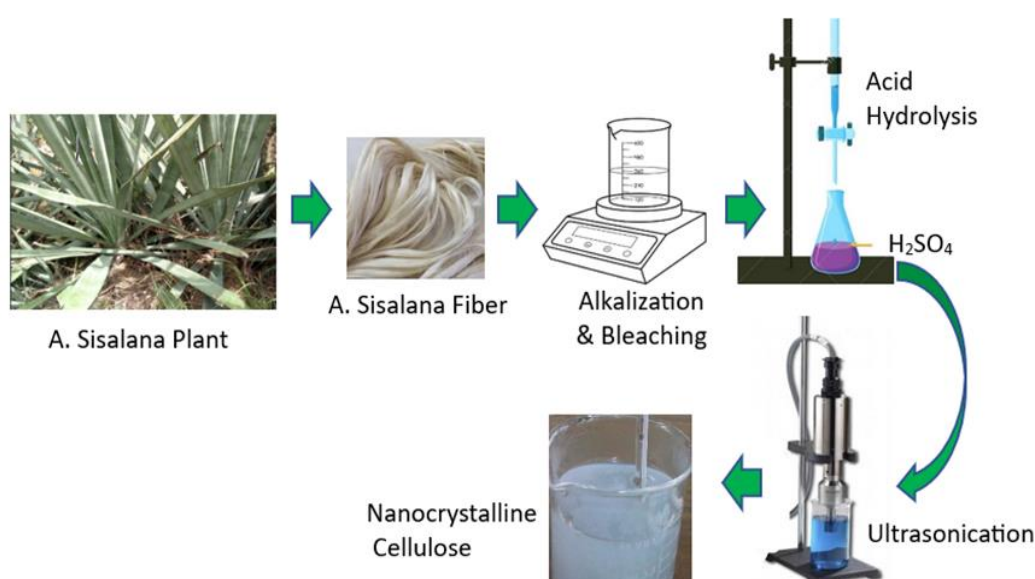 A. Sisalana Plant
A. Sisalana Fiber
Alkalization
& Bleaching
Acid
Hydrolysis
H₂SO₄
Ultrasonication
Nanocrystalline
Cellulose